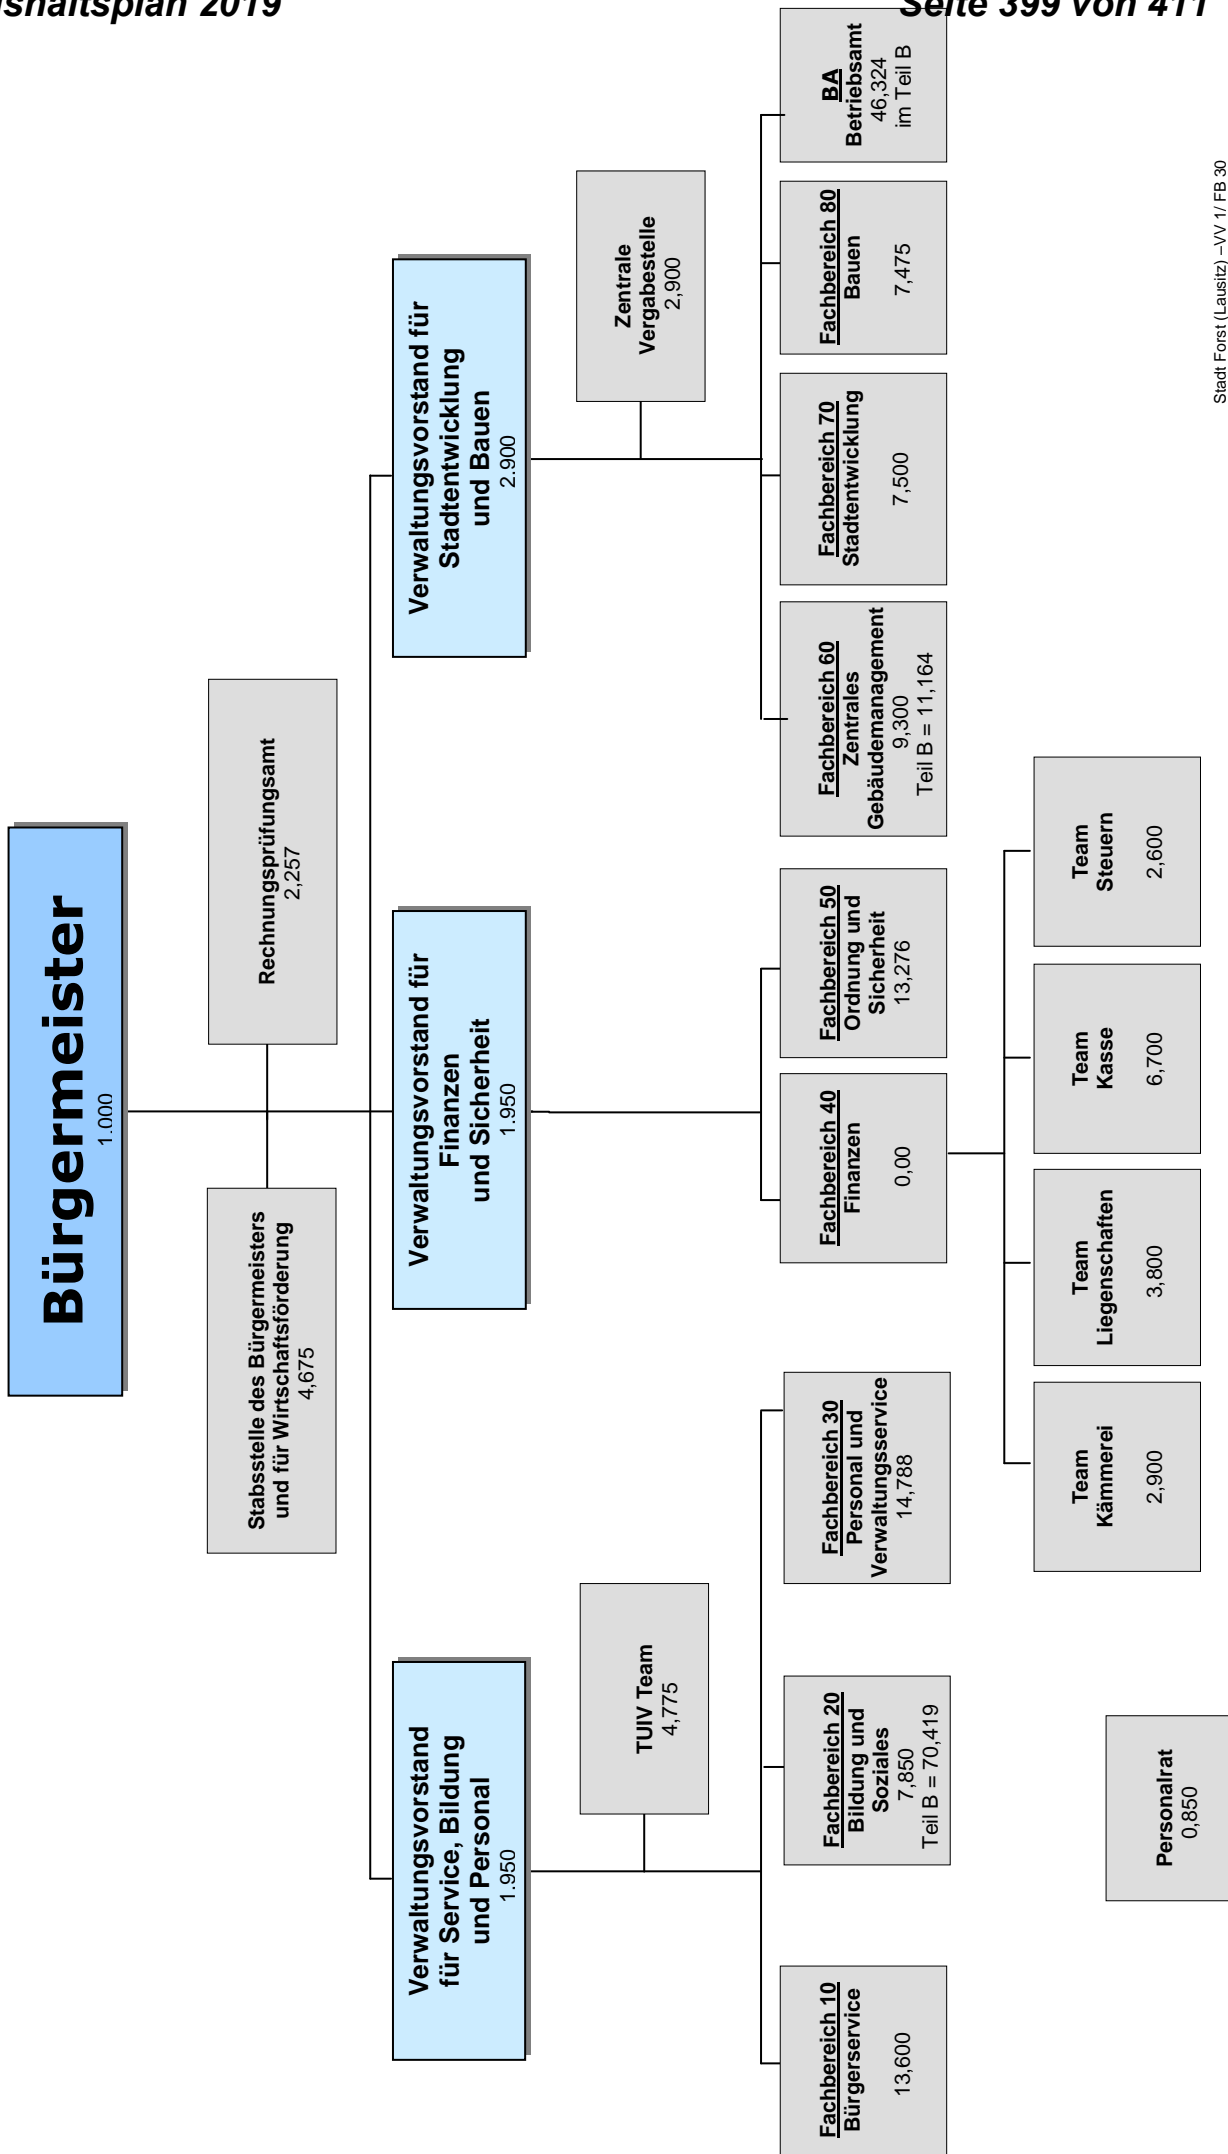 ushaltsplan 2019
Seite 399 von 411
Bürgermeister
1.000
Stabsstelle des Bürgermeisters
und für Wirtschaftsförderung
4,675
Rechnungsprüfungsamt
2,257
Verwaltungsvorstand
für Service, Bildung
und Personal
1.950
Verwaltungsvorstand für
Finanzen
und Sicherheit
1.950
Verwaltungsvorstand für
Stadtentwicklung
und Bauen
2.900
TUIV Team
4,775
Zentrale
Vergabestelle
2,900
Fachbereich 10
Bürgerservice
13,600
Fachbereich 20
Bildung und
Soziales
7,850
Teil B = 70,419
Fachbereich 30
Personal und
Verwaltungsservice
14,788
Fachbereich 40
Finanzen
0,00
Fachbereich 50
Ordnung und
Sicherheit
13,276
Fachbereich 60
Zentrales
Gebäudemanagement
9,300
Teil B = 11,164
Fachbereich 70
Stadtentwicklung
7,500
Fachbereich 80
Bauen
7,475
BA
Betriebsamt
46,324
im Teil B
Team
Kämmerei
2,900
Team
Liegenschaften
3,800
Team
Kasse
6,700
Team
Steuern
2,600
Personalrat
0,850
Stadt Forst (Lausitz) –VV 1/ FB 30